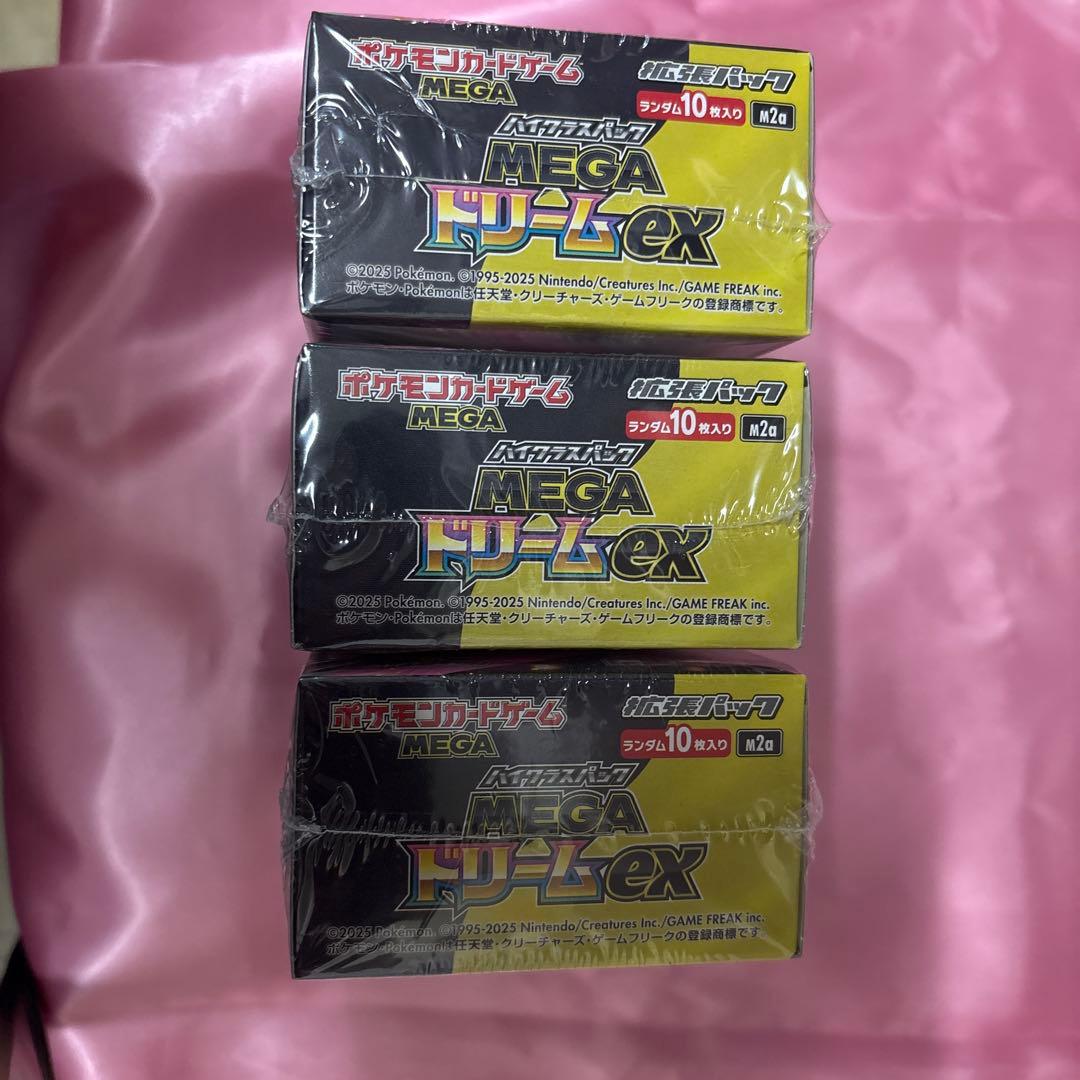 ポケモンカードゲーム
MEGA
拡張パック
ランダム10枚入り M2a
ハイクラスパック
MEGA
ドリームex
©2025 Pokémon. ©1995-2025 Nintendo/Creatures Inc./GAME FREAK inc.
ポケモン・Pokémonは任天堂・クリーチャーズ・ゲームフリークの登録商標です。
ポケモンカードゲーム
MEGA
拡張パック
ランダム10枚入り M2a
ハイクラスパック
MEGA
ドリームex
©2025 Pokémon. ©1995-2025 Nintendo/Creatures Inc./GAME FREAK inc.
ポケモン・Pokémonは任天堂・クリーチャーズ・ゲームフリークの登録商標です。
ポケモンカードゲーム
MEGA
拡張パック
ランダム10枚入り M2a
ハイクラスパック
MEGA
ドリームex
©2025 Pokémon. ©1995-2025 Nintendo/Creatures Inc./GAME FREAK inc.
ポケモン・Pokémonは任天堂・クリーチャーズ・ゲームフリークの登録商標です。